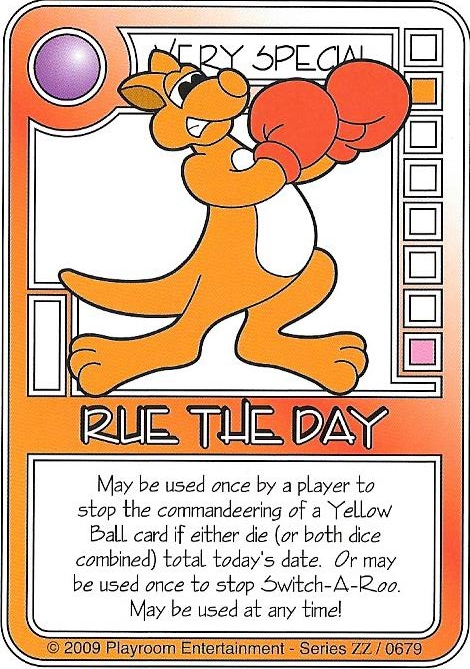 VERY SPECIAL
RUE THE DAY
May be used once by a player to
stop the commandeering of a Yellow
Ball card if either die (or both dice
combined) total today's date. Or may
be used once to stop Switch-A-Roo.
May be used at any time!
© 2009 Playroom Entertainment - Series ZZ / 0679